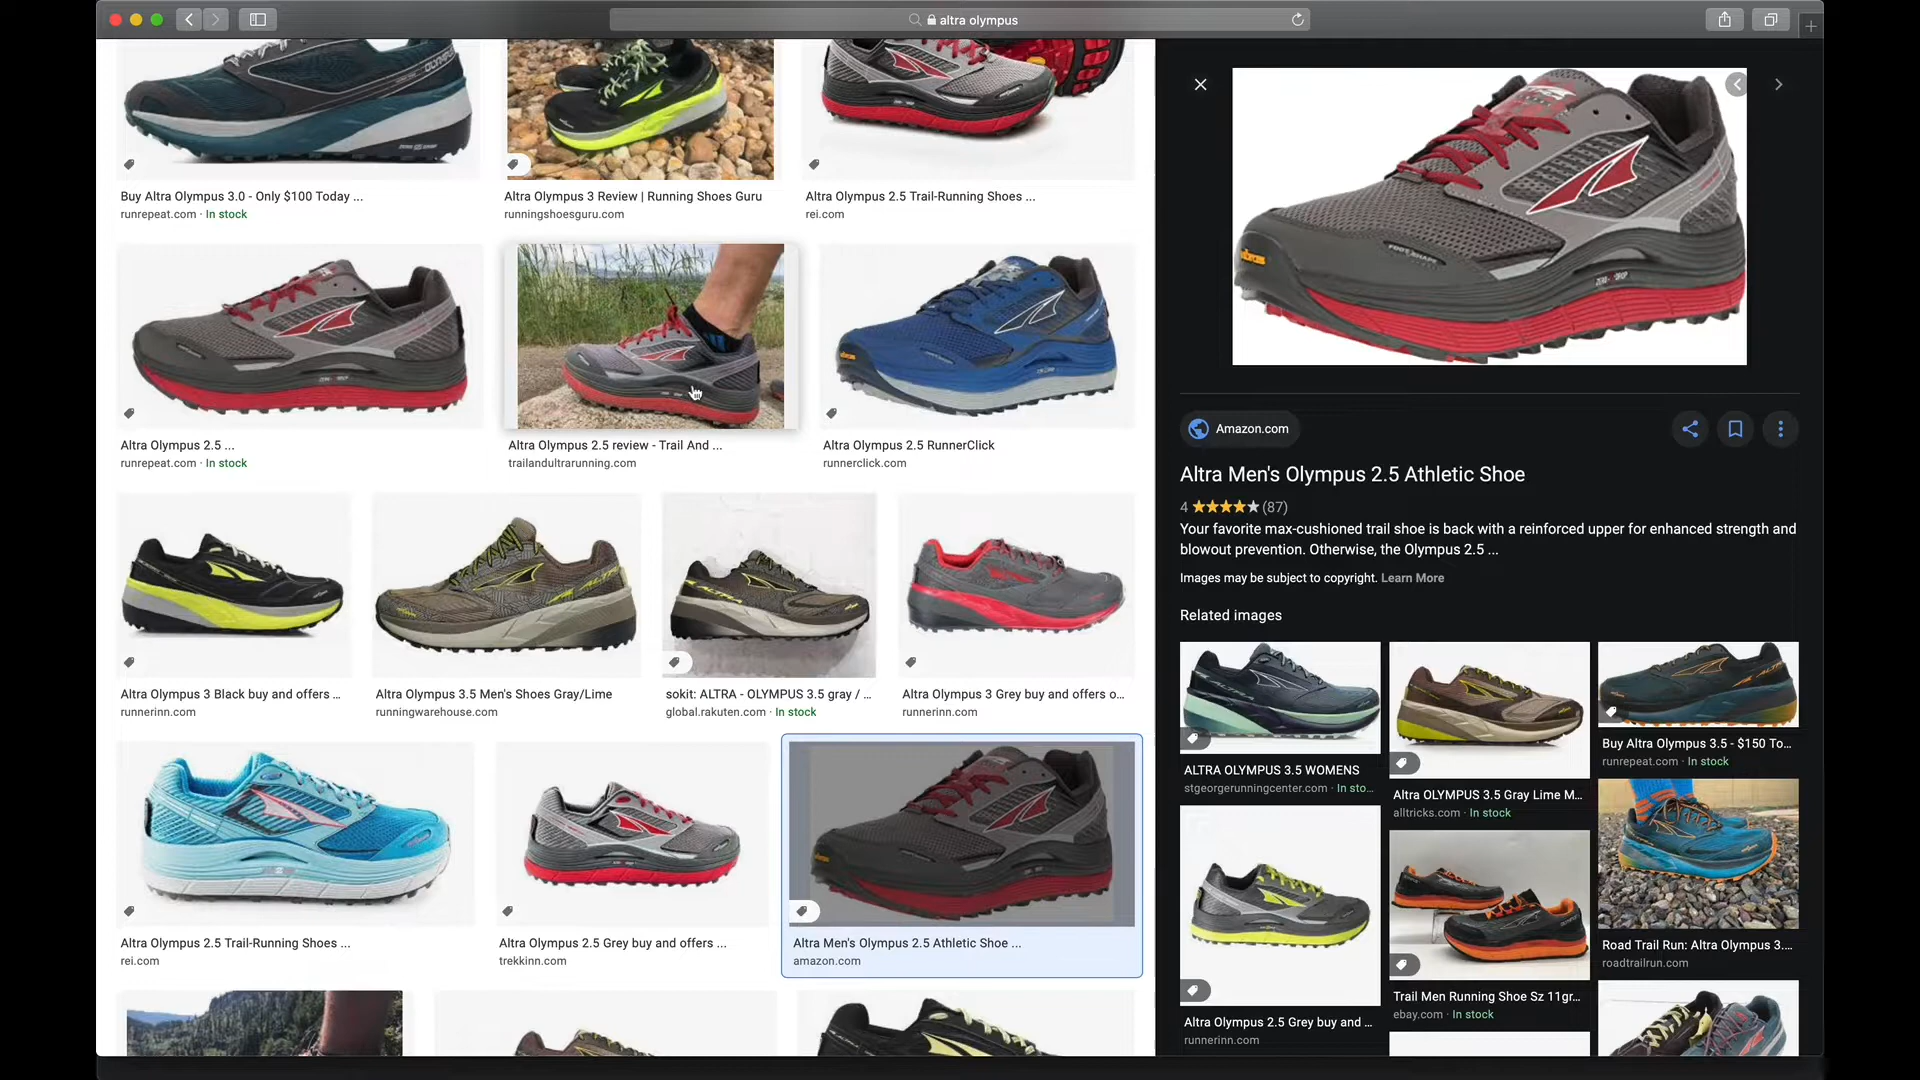 altra olympus
Buy Altra Olympus 3.0 - Only $100 Today ...
runrepeat.com · In stock
Altra Olympus 3 Review | Running Shoes Guru
runningshoesguru.com
Altra Olympus 2.5 Trail-Running Shoes ...
rei.com
Altra Olympus 2.5 ...
runrepeat.com · In stock
Altra Olympus 2.5 review - Trail And ...
trailandultrarunning.com
Altra Olympus 2.5 RunnerClick
runnerclick.com
Altra Olympus 3 Black buy and offers ...
runnerinn.com
Altra Olympus 3.5 Men's Shoes Gray/Lime
runningwarehouse.com
sokit: ALTRA - OLYMPUS 3.5 gray / ...
global.rakuten.com · In stock
Altra Olympus 3 Grey buy and offers o...
runnerinn.com
Altra Olympus 2.5 Trail-Running Shoes ...
rei.com
Altra Olympus 2.5 Grey buy and offers ...
trekkinn.com
Altra Men's Olympus 2.5 Athletic Shoe ...
amazon.com
FOOTSHAPE
Amazon.com
Altra Men's Olympus 2.5 Athletic Shoe
4 (87)
Your favorite max-cushioned trail shoe is back with a reinforced upper for enhanced strength and
blowout prevention. Otherwise, the Olympus 2.5 ...
Images may be subject to copyright. Learn More
Related images
ALTRA OLYMPUS 3.5 WOMENS
stgeorgerunningcenter.com · In sto...
Altra OLYMPUS 3.5 Gray Lime M...
alltricks.com · In stock
Buy Altra Olympus 3.5 - $150 To...
runrepeat.com · In stock
Altra Olympus 2.5 Grey buy and ...
runnerinn.com
Trail Men Running Shoe Sz 11gr...
ebay.com · In stock
Road Trail Run: Altra Olympus 3....
roadtrailrun.com